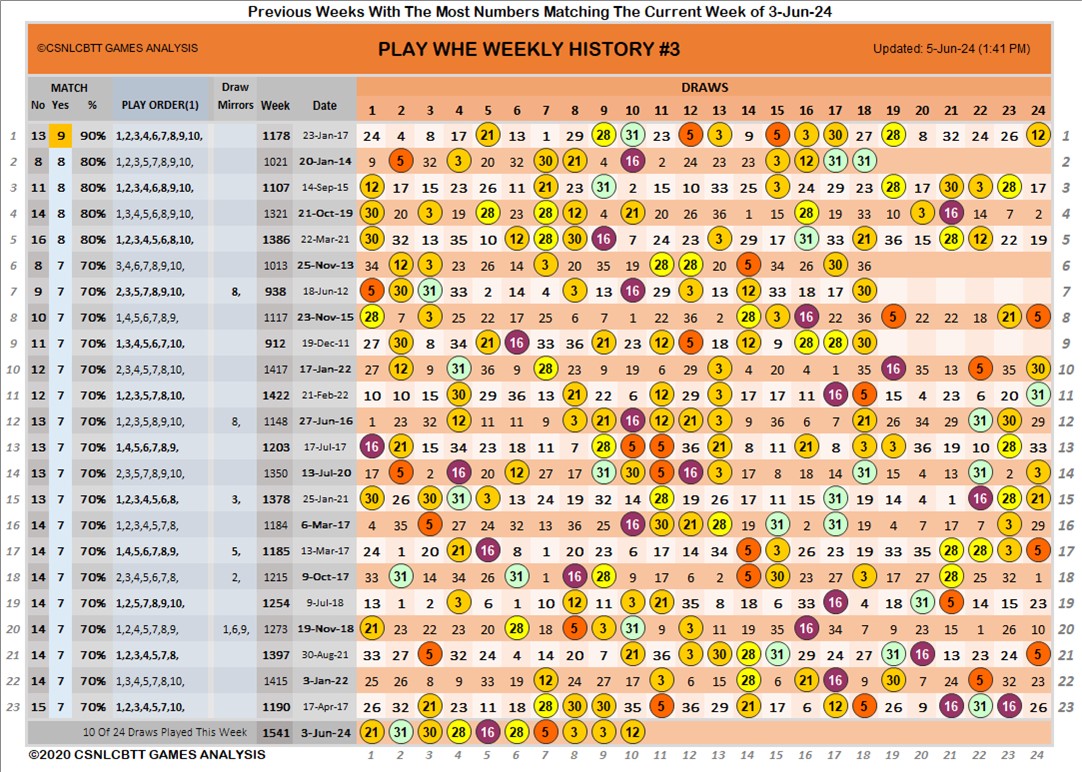 Previous Weeks With The Most Numbers Matching The Current Week of 3-Jun-24
©CSNLCBTT GAMES ANALYSIS PLAY WHE WEEKLY HISTORY #3 Updated: 5-Jun-24 (1:41 PM)
MATCH Draw DRAWS
No Yes % PLAY ORDER(1) Mirrors Week Date 1 2 3 4 5 6 7 8 9 10 11 12 13 14 15 16 17 18 19 20 21 22 23 24
1 13 9 90% 1,2,3,4,6,7,8,9,10, 1178 23-Jan-17 24 4 8 17 21 13 1 29 28 31 23 5 3 9 15 3 30 27 28 8 32 24 26 12 1
2 8 8 80% 1,2,3,5,7,8,9,10, 1021 20-Jan-14 9 5 32 3 20 32 30 21 4 16 2 24 23 23 3 12 31 31 2
3 11 8 80% 1,2,3,4,6,8,9,10, 1107 14-Sep-15 12 17 15 23 26 11 21 23 31 2 15 10 33 25 3 24 29 23 28 17 30 3 28 17 3
4 14 8 80% 1,3,4,5,6,8,9,10, 1321 21-Oct-19 30 20 3 19 5 23 28 12 4 21 20 26 36 1 15 28 19 33 10 3 16 14 7 2 4
5 16 8 80% 1,2,3,4,5,6,8,10, 1386 22-Mar-21 30 32 13 35 10 12 28 30 16 7 24 23 3 29 17 31 33 21 36 15 28 12 22 19 5
6 8 7 70% 3,4,6,7,8,9,10, 1013 25-Nov-13 34 12 3 23 26 14 3 20 35 19 28 12 20 5 34 26 30 36 6
7 9 7 70% 2,3,5,7,8,9,10, 8, 938 18-Jun-12 5 30 31 33 2 14 4 3 13 16 29 3 13 12 33 18 17 30 7
8 10 7 70% 1,4,5,6,7,8,9, 1117 23-Nov-15 28 7 3 25 22 17 25 6 7 1 22 36 2 28 3 16 22 36 5 22 22 18 21 5 8
9 11 7 70% 1,3,4,5,6,7,10, 912 19-Dec-11 27 30 8 34 21 16 33 36 21 23 12 5 18 12 9 28 28 30 9
10 12 7 70% 2,3,4,5,7,8,10, 1417 17-Jan-22 27 12 9 31 36 9 28 23 9 19 6 29 3 4 20 4 1 35 16 35 13 5 35 30 10
11 12 7 70% 1,2,3,5,7,8,10, 1422 21-Feb-22 10 10 15 30 29 36 13 21 22 6 12 29 3 17 17 11 16 5 15 4 23 6 20 31 11
12 13 7 70% 1,2,3,5,8,9,10, 8, 1148 27-Jun-16 1 23 32 12 11 11 9 3 21 16 12 21 3 9 36 6 7 21 26 34 29 31 30 29 12
13 13 7 70% 1,4,5,6,7,8,9, 1203 17-Jul-17 16 21 15 34 23 18 11 7 28 5 5 36 21 8 11 21 8 3 3 36 19 10 28 33 13
14 13 7 70% 2,3,5,7,8,9,10, 1350 13-Jul-20 17 5 2 16 20 12 27 17 31 30 5 16 3 17 8 18 14 31 15 4 13 31 2 3 14
15 13 7 70% 1,2,3,4,5,6,8, 3, 1378 25-Jan-21 30 26 30 31 3 13 24 19 32 14 28 19 26 17 11 15 31 19 14 4 1 16 28 21 15
16 14 7 70% 1,2,3,4,5,7,8, 1184 6-Mar-17 4 35 5 27 24 32 13 36 25 16 30 21 28 19 31 2 31 19 4 7 17 7 3 29 16
17 14 7 70% 1,4,5,6,7,8,9, 5, 1185 13-Mar-17 24 1 20 21 16 8 1 20 23 6 17 14 34 5 3 26 23 19 33 35 28 28 3 5 17
18 14 7 70% 2,3,4,5,6,7,8, 2, 1215 9-Oct-17 33 31 14 34 26 31 1 16 28 9 17 6 2 5 30 23 27 3 17 27 21 25 32 1 18
19 14 7 70% 1,2,5,7,8,9,10, 1254 9-Jul-18 13 1 2 3 6 1 10 12 11 3 21 35 8 18 6 33 16 4 18 31 5 14 15 23 19
20 14 7 70% 1,2,4,5,7,8,9, 1,6,9, 1273 19-Nov-18 21 23 22 23 20 28 18 5 3 31 9 3 11 19 35 16 34 7 9 23 15 1 26 10 20
21 14 7 70% 1,2,3,4,5,7,8, 1397 30-Aug-21 33 27 5 32 24 4 14 20 7 21 36 3 30 28 31 29 24 27 31 16 13 22 24 5 21
22 14 7 70% 1,3,4,5,7,8,10, 1415 3-Jan-22 25 26 8 9 33 19 12 24 27 11 3 15 28 6 21 16 9 30 7 24 5 32 23 22
23 15 7 70% 1,2,3,4,5,7,10, 1190 17-Apr-17 26 32 21 23 11 18 28 30 30 35 5 36 29 21 12 5 26 9 16 31 16 26 23
10 Of 24 Draws Played This Week 1541 3-Jun-24 21 31 30 28 16 28 5 3 3 12
©2020 CSNLCBTT GAMES ANALYSIS 1 2 3 4 5 6 7 8 9 10 11 12 13 14 15 16 17 18 19 20 21 22 23 24